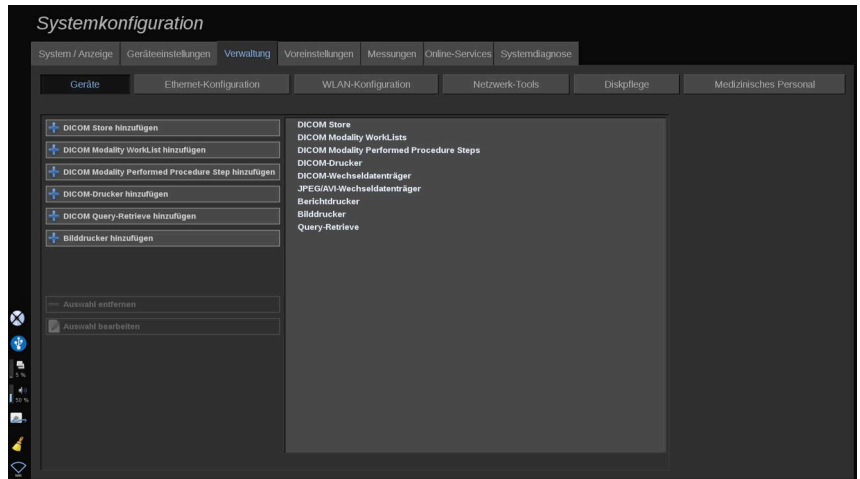 Systemkonfiguration
System / Anzeige Geräteeinstellungen Verwaltung Voreinstellungen Messungen Online-Services Systemdiagnose
Geräte Ethernet-Konfiguration WLAN-Konfiguration Netzwerk-Tools Diskpflege Medizinisches Personal
DICOM Store hinzufügen
DICOM Modality WorkList hinzufügen
DICOM Modality Performed Procedure Step hinzufügen
DICOM-Drucker hinzufügen
DICOM Query-Retrieve hinzufügen
Bilddrucker hinzufügen
Auswahl entfernen
Auswahl bearbeiten
DICOM Store
DICOM Modality WorkLists
DICOM Modality Performed Procedure Steps
DICOM-Drucker
DICOM-Wechseldatenträger
JPEG/AVI-Wechseldatenträger
Berichtdrucker
Bilddrucker
Query-Retrieve
5 %
50 %